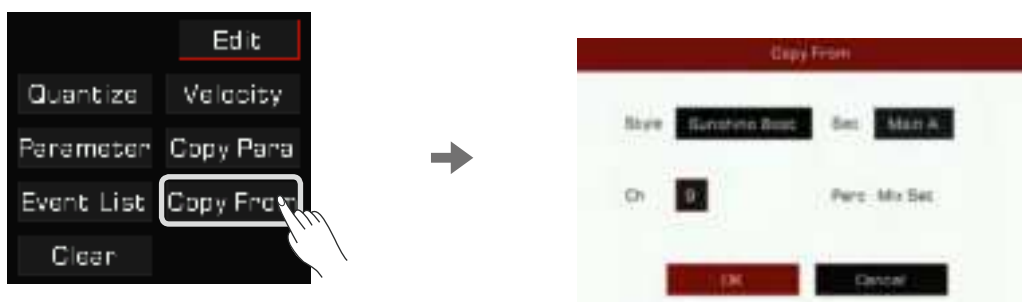 Edit
Quantize Velocity
Parameter Copy Para
Event List Copy From
Clear
Copy From
Style Sunshine Beat Sec Main A
Ch 9 Perc Mix Set
OK Cancel